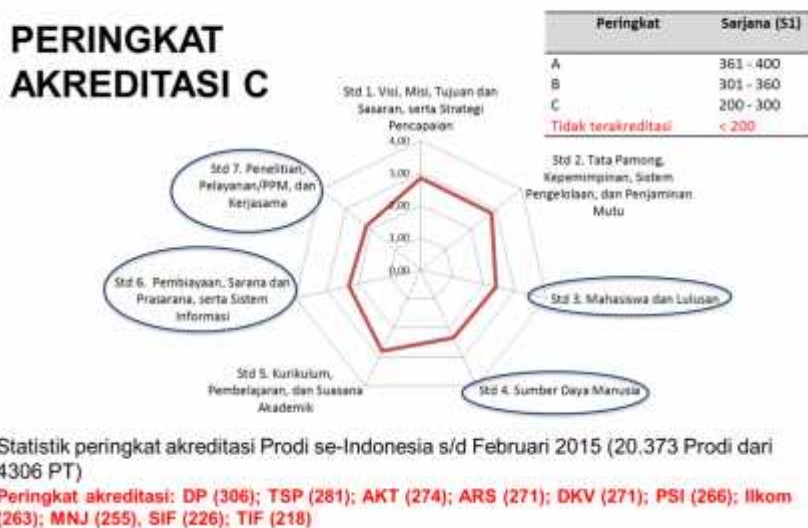 PERINGKAT
AKREDITASI C
Peringkat Sarjana (S1)
A 361 - 400
B 301 - 360
C 200 - 300
Tidak terakreditasi < 200
Std 1. Visi, Misi, Tujuan dan
Sasaran, serta Strategi
Pencapaian
4,00
3,00
2,00
1,00
0,00
Std 2. Tata Pamong,
Kepemimpinan, Sistem
Pengelolaan, dan Penjaminan
Mutu
Std 3. Mahasiswa dan Lulusan
Std 4. Sumber Daya Manusia
Std 5. Kurikulum,
Pembelajaran, dan Suasana
Akademik
Std 6. Pembiayaan, Sarana dan
Prasarana, serta Sistem
Informasi
Std 7. Penelitian,
Pelayanan/PPM, dan
Kerjasama
Statistik peringkat akreditasi Prodi se-Indonesia s/d Februari 2015 (20.373 Prodi dari
4306 PT)
Peringkat akreditasi: DP (306); TSP (281); AKT (274); ARS (271); DKV (271); PSI (266); Ilkom
(263); MNJ (255), SIF (226); TIF (218)